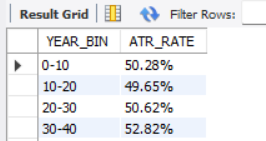 Result Grid Filter Rows:
YEAR_BIN ATR_RATE
0-10 50.28%
10-20 49.65%
20-30 50.62%
30-40 52.82%